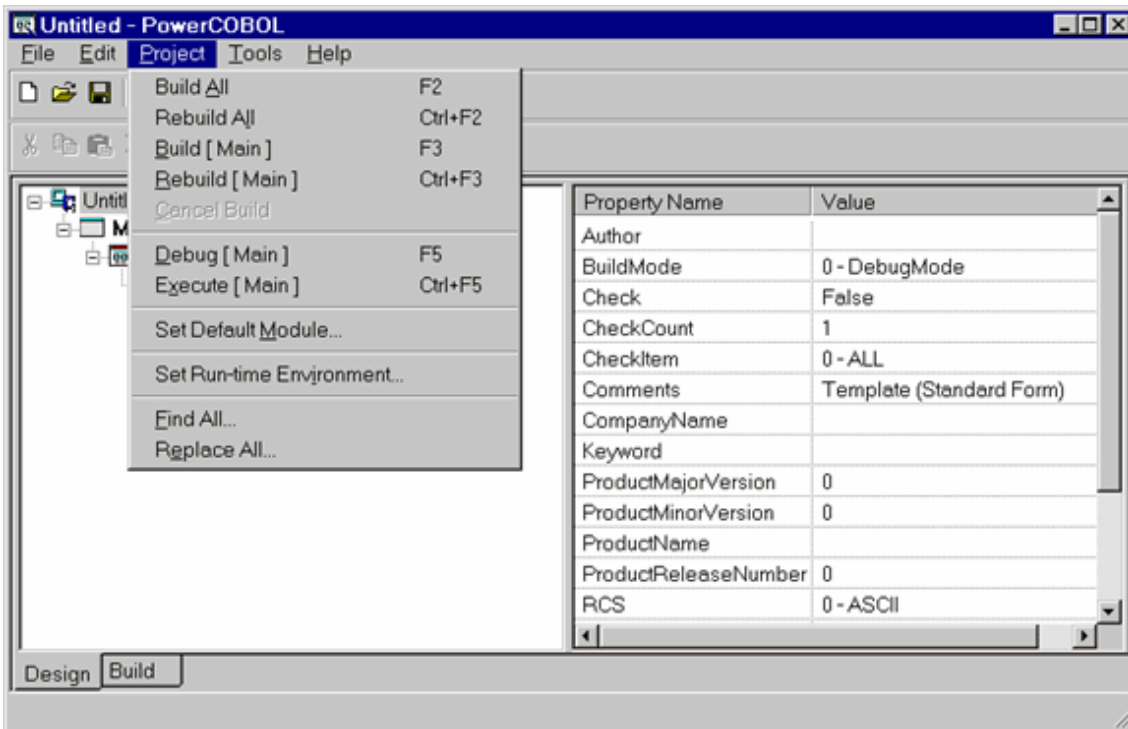 Untitled - PowerCOBOL
File Edit Project Tools Help
Build All F2
Rebuild All Ctrl+F2
Build [ Main ] F3
Rebuild [ Main ] Ctrl+F3
Cancel Build
Debug [ Main ] F5
Execute [ Main ] Ctrl+F5
Set Default Module...
Set Run-time Environment...
Find All...
Replace All...
Untitl
M
Property Name Value
Author
BuildMode 0 - DebugMode
Check False
CheckCount 1
CheckItem 0 - ALL
Comments Template (Standard Form)
CompanyName
Keyword
ProductMajorVersion 0
ProductMinorVersion 0
ProductName
ProductReleaseNumber 0
RCS 0 - ASCII
Design Build